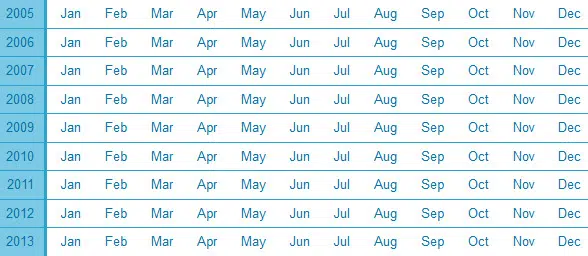 2005 Jan Feb Mar Apr May Jun Jul Aug Sep Oct Nov Dec
2006 Jan Feb Mar Apr May Jun Jul Aug Sep Oct Nov Dec
2007 Jan Feb Mar Apr May Jun Jul Aug Sep Oct Nov Dec
2008 Jan Feb Mar Apr May Jun Jul Aug Sep Oct Nov Dec
2009 Jan Feb Mar Apr May Jun Jul Aug Sep Oct Nov Dec
2010 Jan Feb Mar Apr May Jun Jul Aug Sep Oct Nov Dec
2011 Jan Feb Mar Apr May Jun Jul Aug Sep Oct Nov Dec
2012 Jan Feb Mar Apr May Jun Jul Aug Sep Oct Nov Dec
2013 Jan Feb Mar Apr May Jun Jul Aug Sep Oct Nov Dec